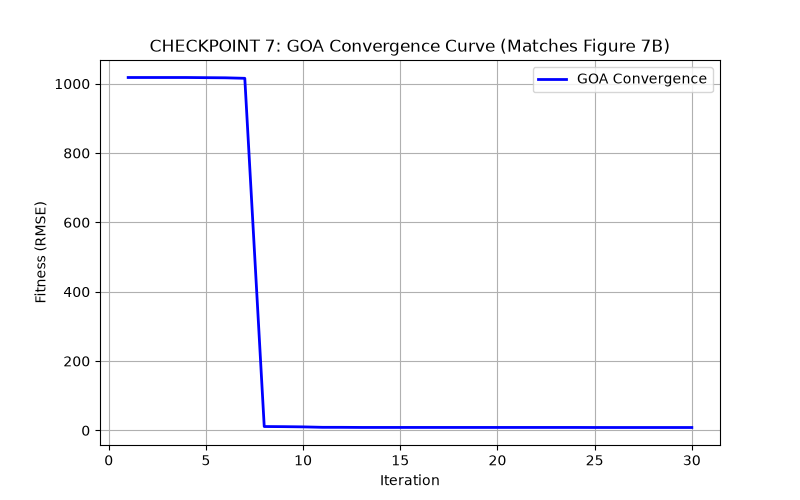 CHECKPOINT 7: GOA Convergence Curve (Matches Figure 7B)
GOA Convergence
1000
800
600
400
200
0
Fitness (RMSE)
0 5 10 15 20 25 30
Iteration